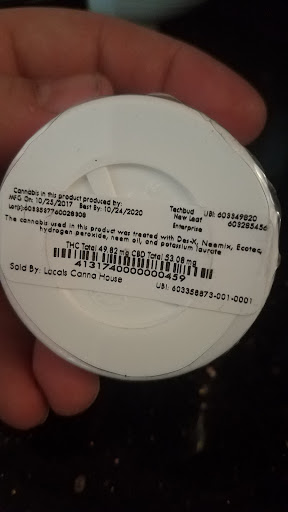 Cannabis in this product produced by:
Techbud UBI: 603349820
MFG On: 10/25/2017 Best By: 10/24/2020
New Leaf 603285456
Enterprise
The cannabis used in this product was treated with Des-X, Neemix, Ecotec,
hydrogen peroxide, neem oil, and potassium laurate
THC Total 49.82 mg CBD Total 53.08 mg
4131740000000459
Sold By: Locals Canna House
UBI: 603358873-001-0001